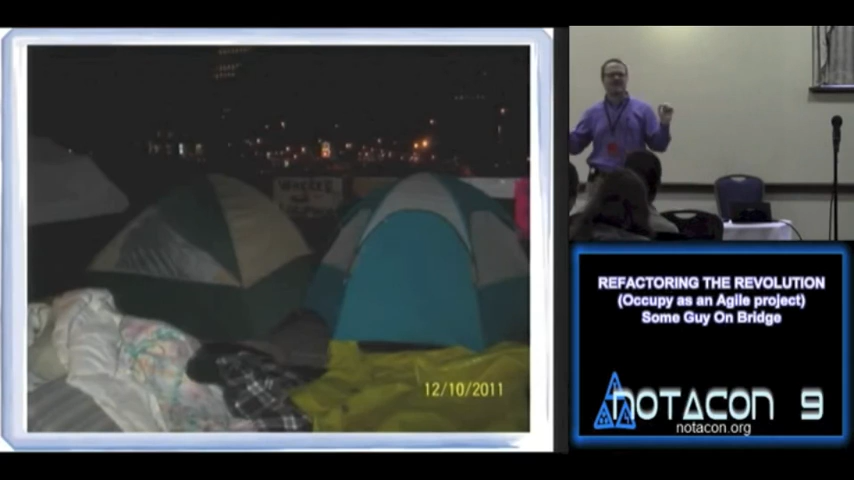 12/10/2011
REFACTORING THE REVOLUTION
(Occupy as an Agile project)
Some Guy On Bridge
NOTACON 9
notacon.org